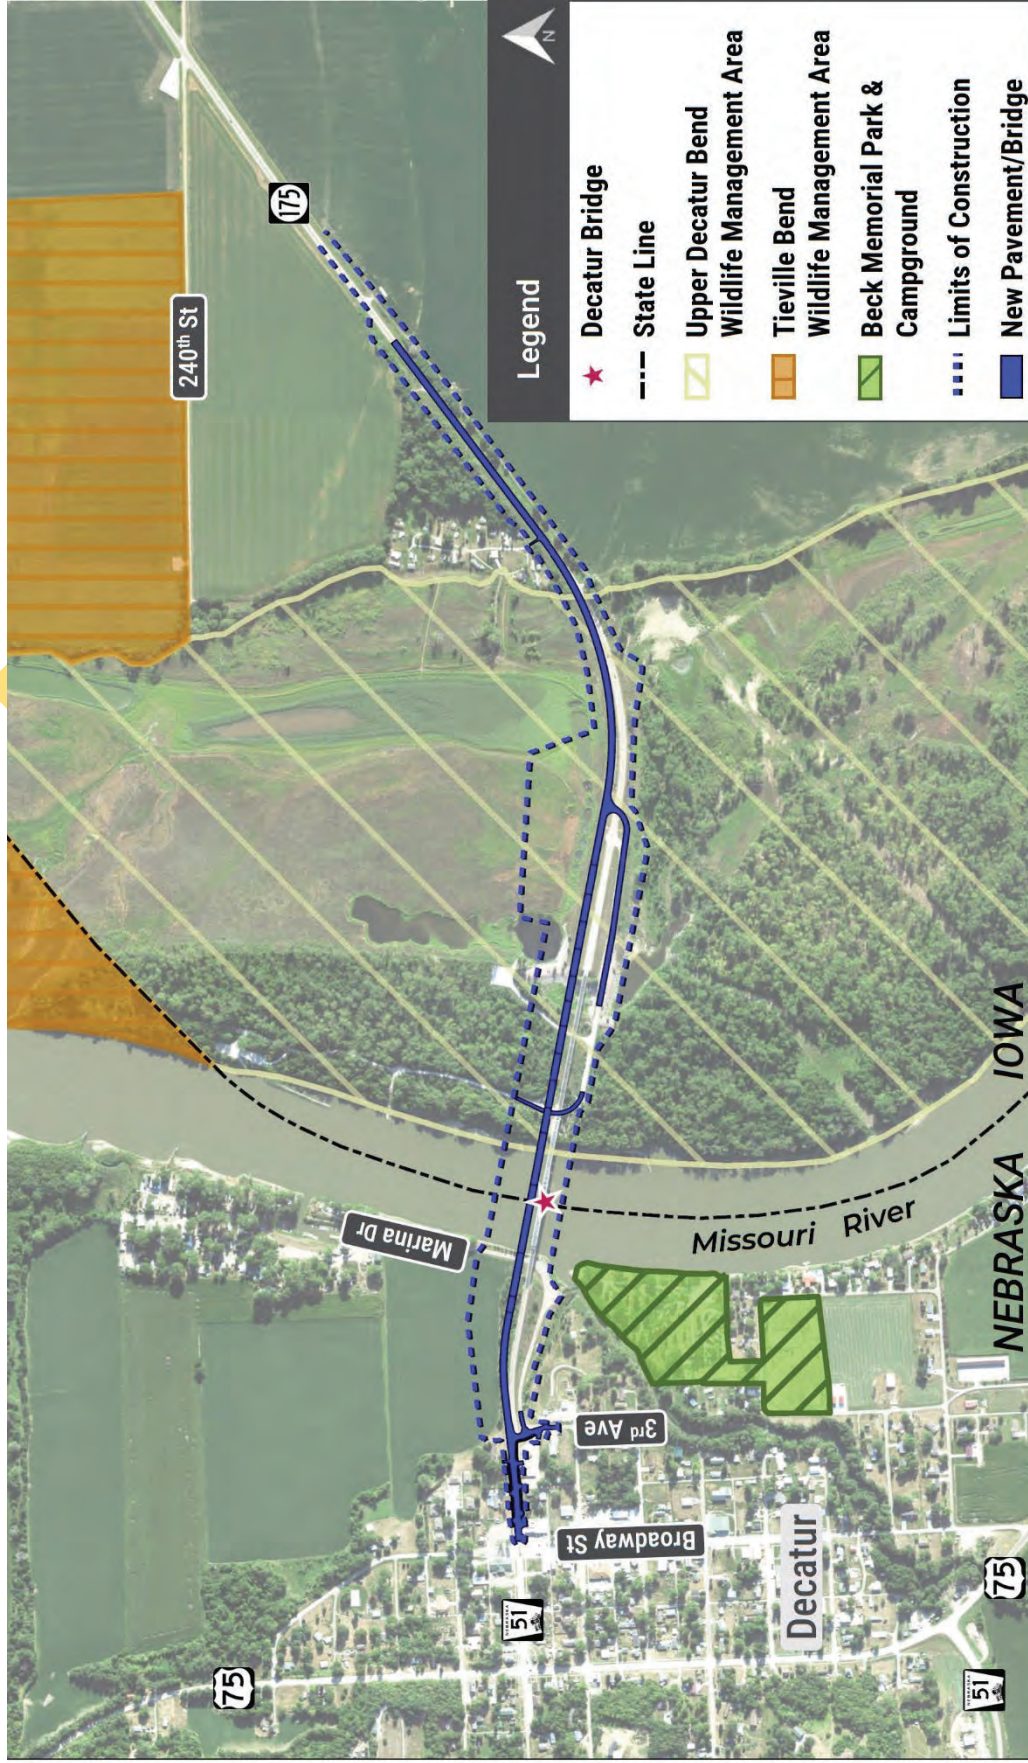 175
240th St
N
Legend
Decatur Bridge
State Line
Upper Decatur Bend
Wildlife Management Area
Tieville Bend
Wildlife Management Area
Beck Memorial Park &
Campground
Limits of Construction
New Pavement/Bridge
Marina Dr
Missouri River
NEBRASKA IOWA
3rd Ave
Broadway St
Decatur
NEBRASKA
51
75
75
NEBRASKA
51